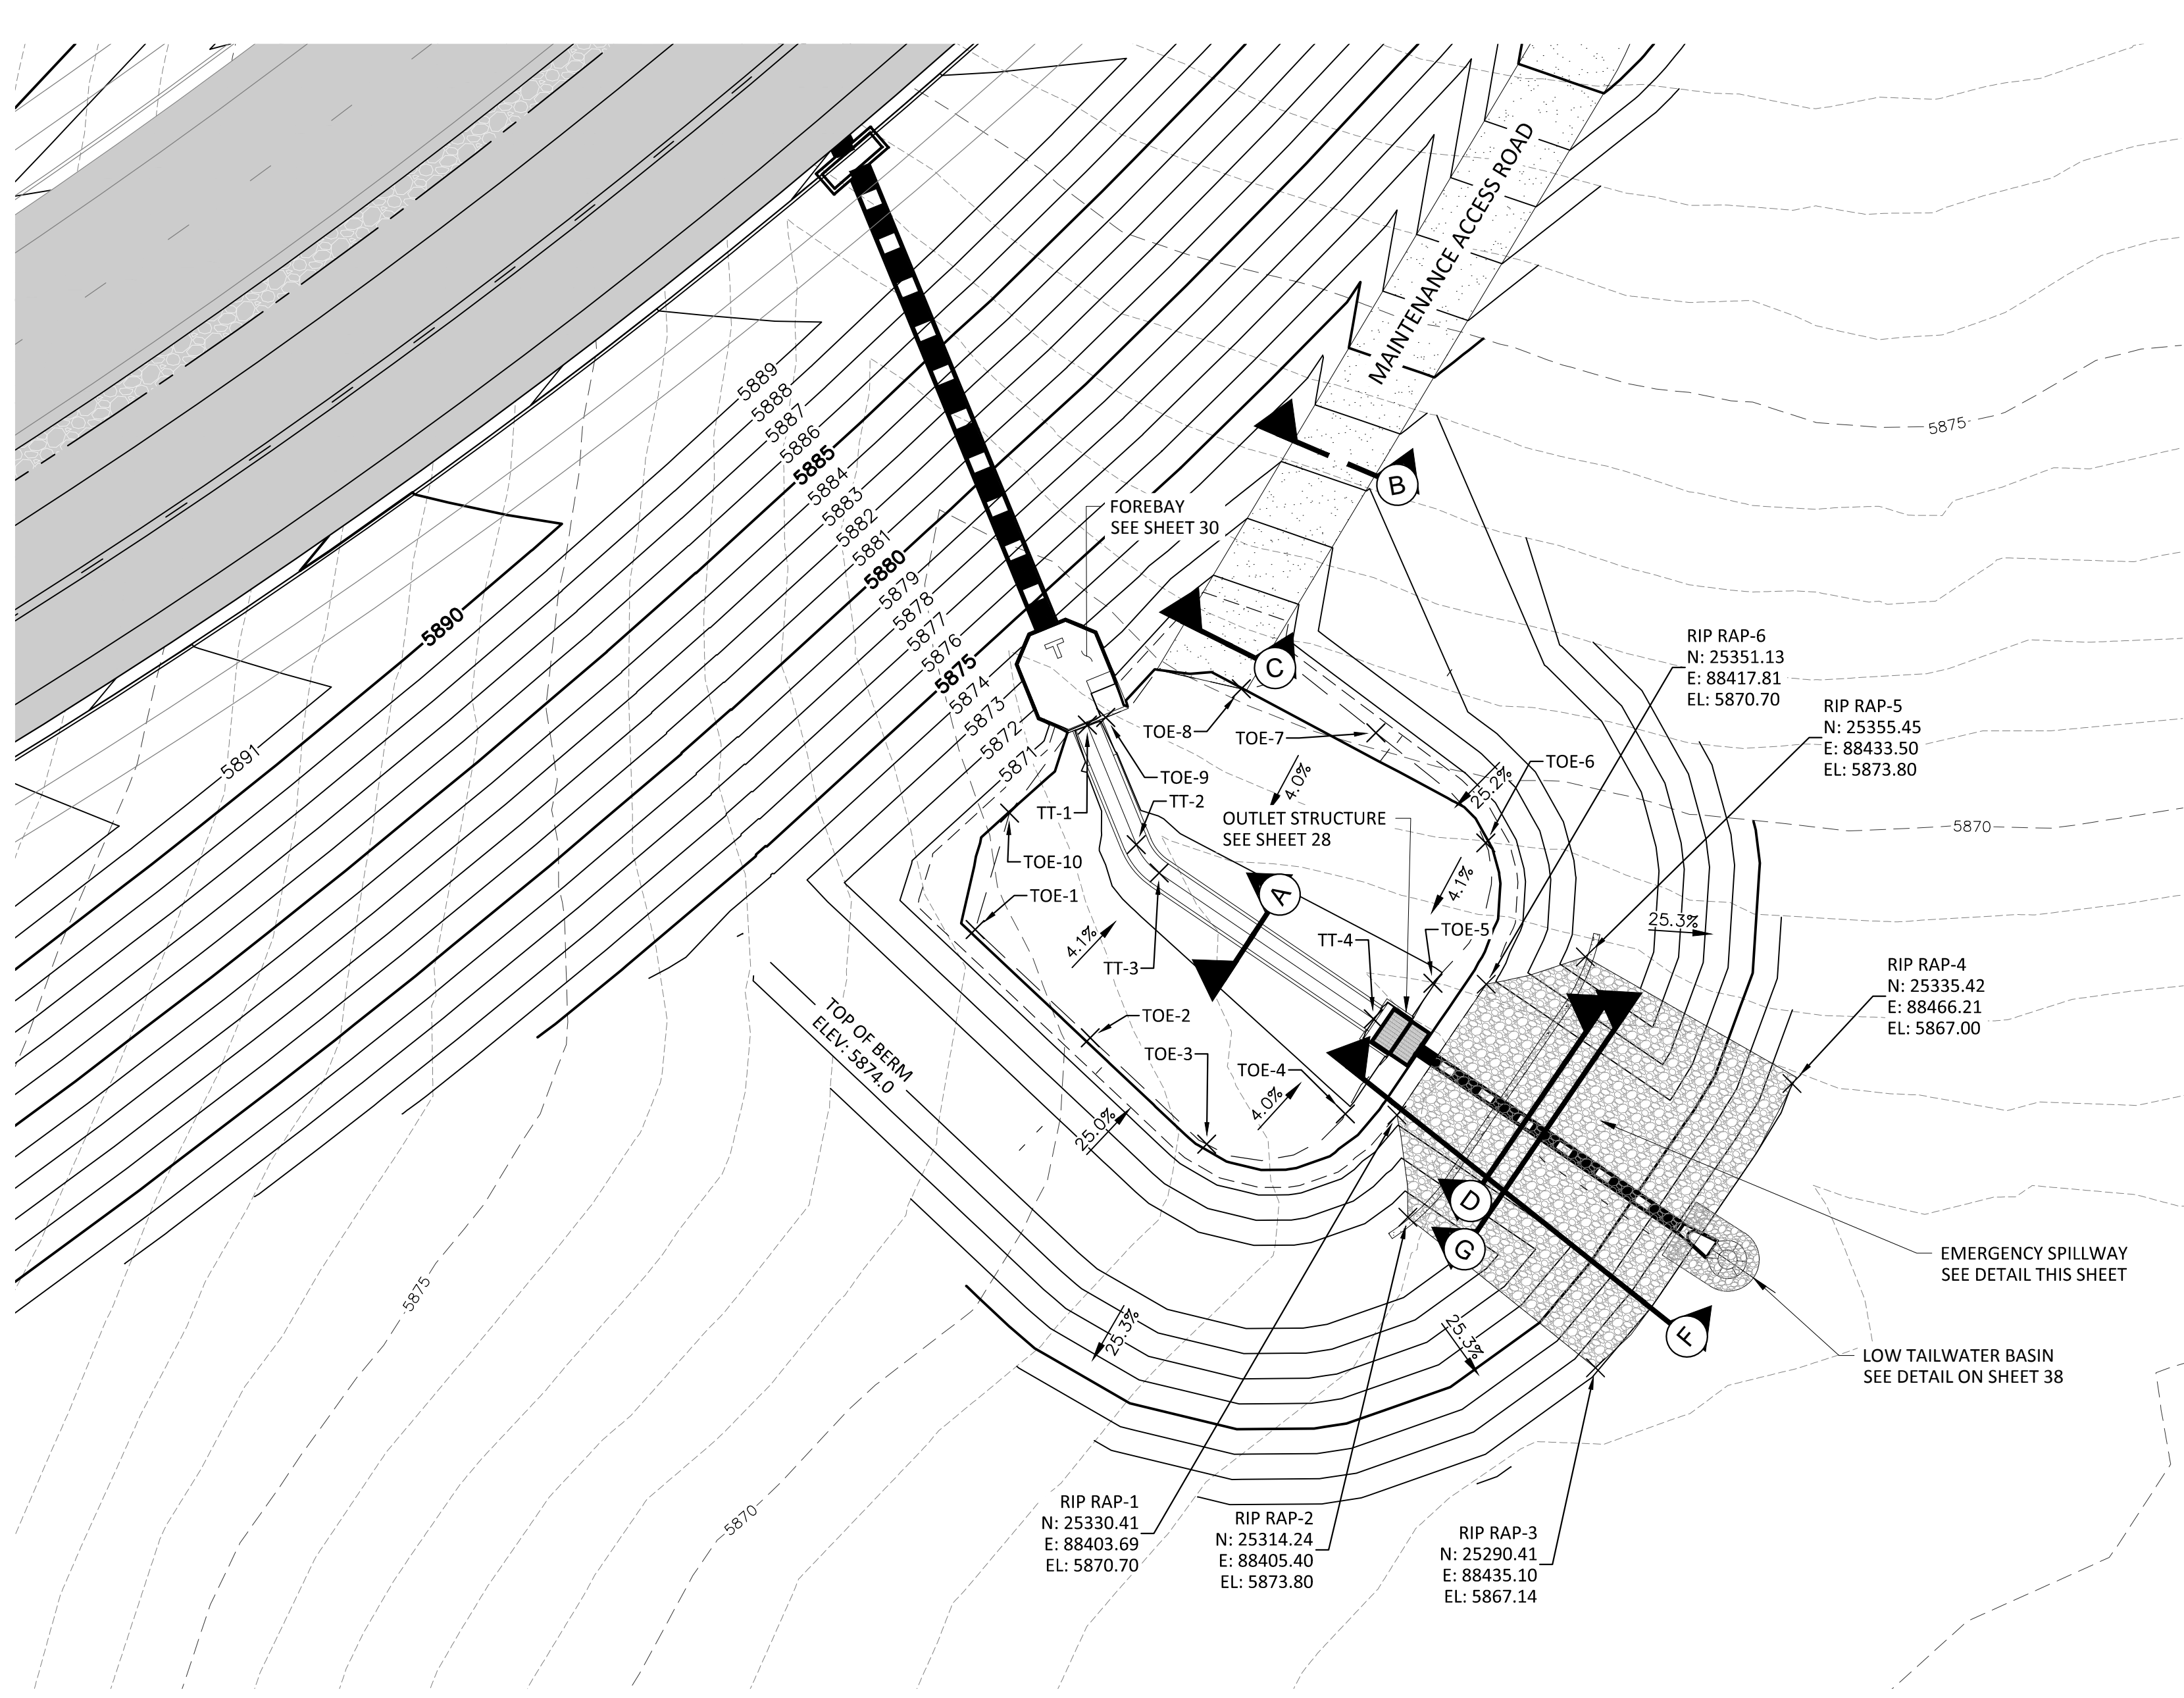 MAINTENANCE ACCESS ROAD
5889
5888
5887
5886
5885
5884
5883
5882
5881
5880
5879
5878
5877
5876
5875
5874
5873
5872
5871
5890
5891
5875
B
FOREBAY
SEE SHEET 30
T
C
RIP RAP-6
N: 25351.13
E: 88417.81
EL: 5870.70
RIP RAP-5
N: 25355.45
E: 88433.50
EL: 5873.80
TOE-8
TOE-7
TOE-6
TOE-9
TT-2
TT-1
4.0%
25.2%
OUTLET STRUCTURE
SEE SHEET 28
5870
TOE-10
TOE-1
A
4.1%
4.1%
TT-3
TT-4
TOE-5
25.3%
RIP RAP-4
N: 25335.42
E: 88466.21
EL: 5867.00
TOP OF BERM
ELEV: 5874.0
TOE-2
TOE-3
TOE-4
4.0%
25.0%
D
G
F
EMERGENCY SPILLWAY
SEE DETAIL THIS SHEET
LOW TAILWATER BASIN
SEE DETAIL ON SHEET 38
25.3%
25.3%
5875
5870
RIP RAP-1
N: 25330.41
E: 88403.69
EL: 5870.70
RIP RAP-2
N: 25314.24
E: 88405.40
EL: 5873.80
RIP RAP-3
N: 25290.41
E: 88435.10
EL: 5867.14